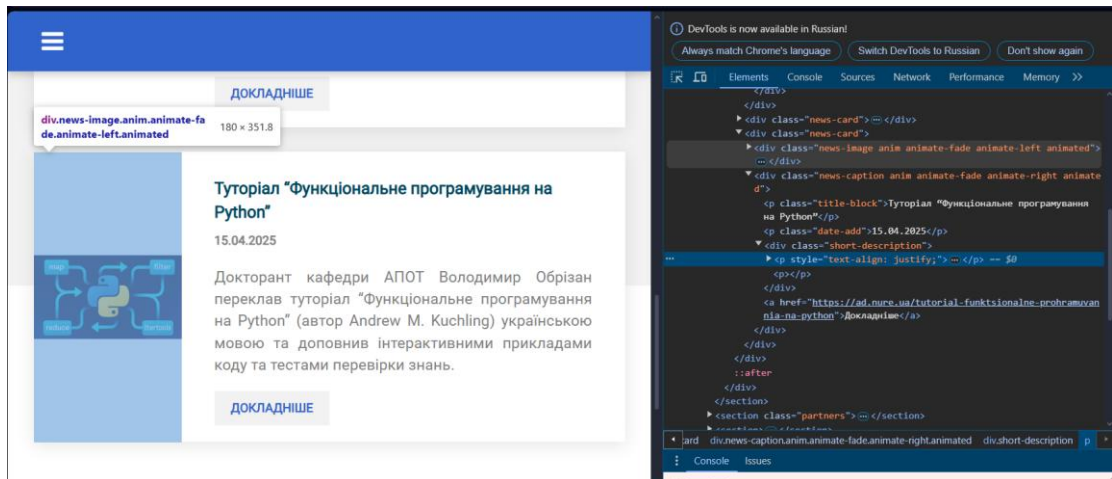 ДОКЛАДНІШЕ
div.news-image.anim.animate-fa
de.animate-left.animated
180 × 351.8
Туторіал “Функціональне програмування на
Python”
15.04.2025
map
filter
reduce
Докторант кафедри АПОТ Володимир Обрізан
переклав туторіал “Функціональне програмування
на Python” (автор Andrew M. Kuchling) українською
мовою та доповнив інтерактивними прикладами
коду та тестами перевірки знань.
ДОКЛАДНІШЕ
DevTools is now available in Russian!
Always match Chrome's language
Switch DevTools to Russian
Don't show again
Elements Console Sources Network Performance Memory
</div>
</div>
<div class="news-card"> … </div>
<div class="news-card">
<div class="news-image anim animate-fade animate-left animated">
… </div>
<div class="news-caption anim animate-fade animate-right animate
d">
<p class="title-block">Туторіал “Функціональне програмування
на Python”</p>
<p class="date-add">15.04.2025</p>
<div class="short-description">
… <p style="text-align: justify;"> … </p> == $0
<p></p>
</div>
<a href="https://ad.nure.ua/tutorial-funktsionalne-prohramuvan
nia-na-python">Докладніше</a>
</div>
</div>
</div>
::after
</div>
</section>
<section class="partners"> … </section>
card div.news-caption.anim.animate-fade.animate-right.animated div.short-description p
Console Issues